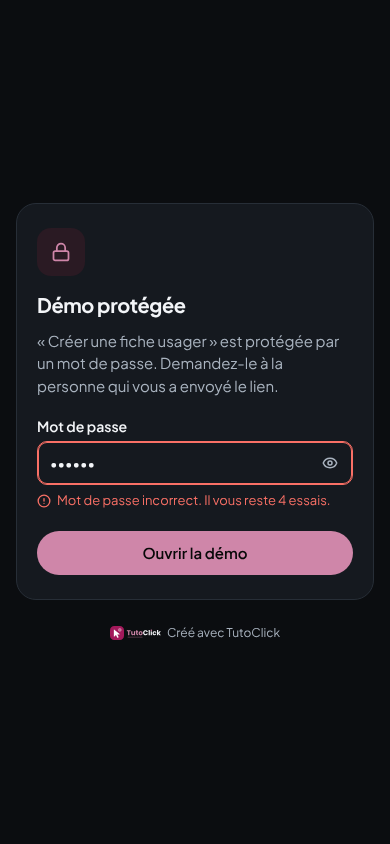 Démo protégée
« Créer une fiche usager » est protégée par
un mot de passe. Demandez-le à la
personne qui vous a envoyé le lien.
Mot de passe
••••••
Mot de passe incorrect. Il vous reste 4 essais.
Ouvrir la démo
TutoClick Créé avec TutoClick